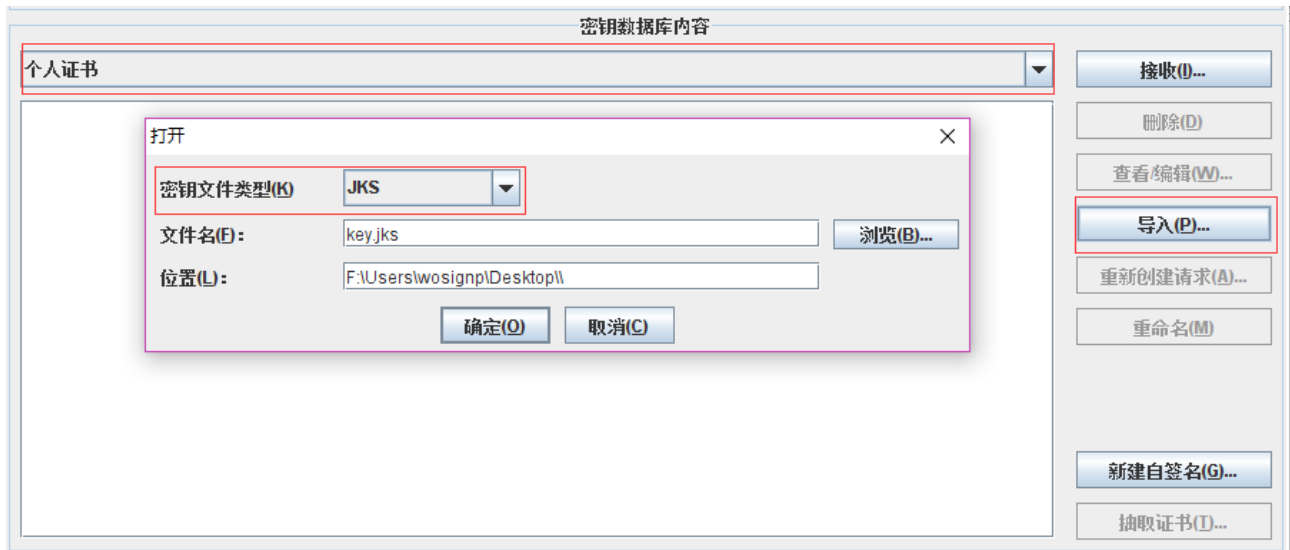 密钥数据库内容
个人证书
接收(I)...
打开
删除(D)
密钥文件类型(K)
JKS
查看/编辑(W)...
文件名(F):
key.jks
浏览(B)...
导入(P)...
位置(L):
F:\Users\wosignp\Desktop\\
重新创建请求(A)...
确定(O)
取消(C)
重命名(M)
新建自签名(G)...
抽取证书(T)...